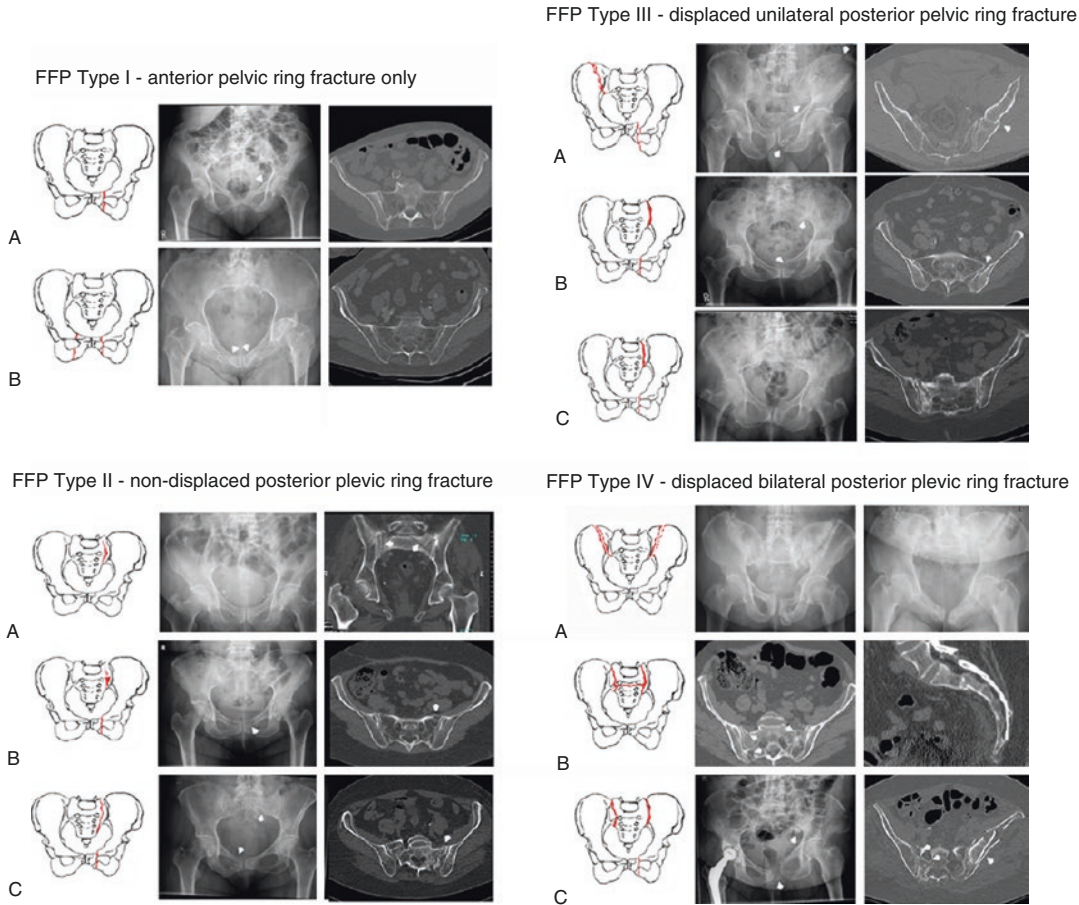 FFP Type I - anterior pelvic ring fracture only
A
B
FFP Type II - non-displaced posterior plevic ring fracture
A
B
C
FFP Type III - displaced unilateral posterior pelvic ring fracture
A
B
C
FFP Type IV - displaced bilateral posterior plevic ring fracture
A
B
C